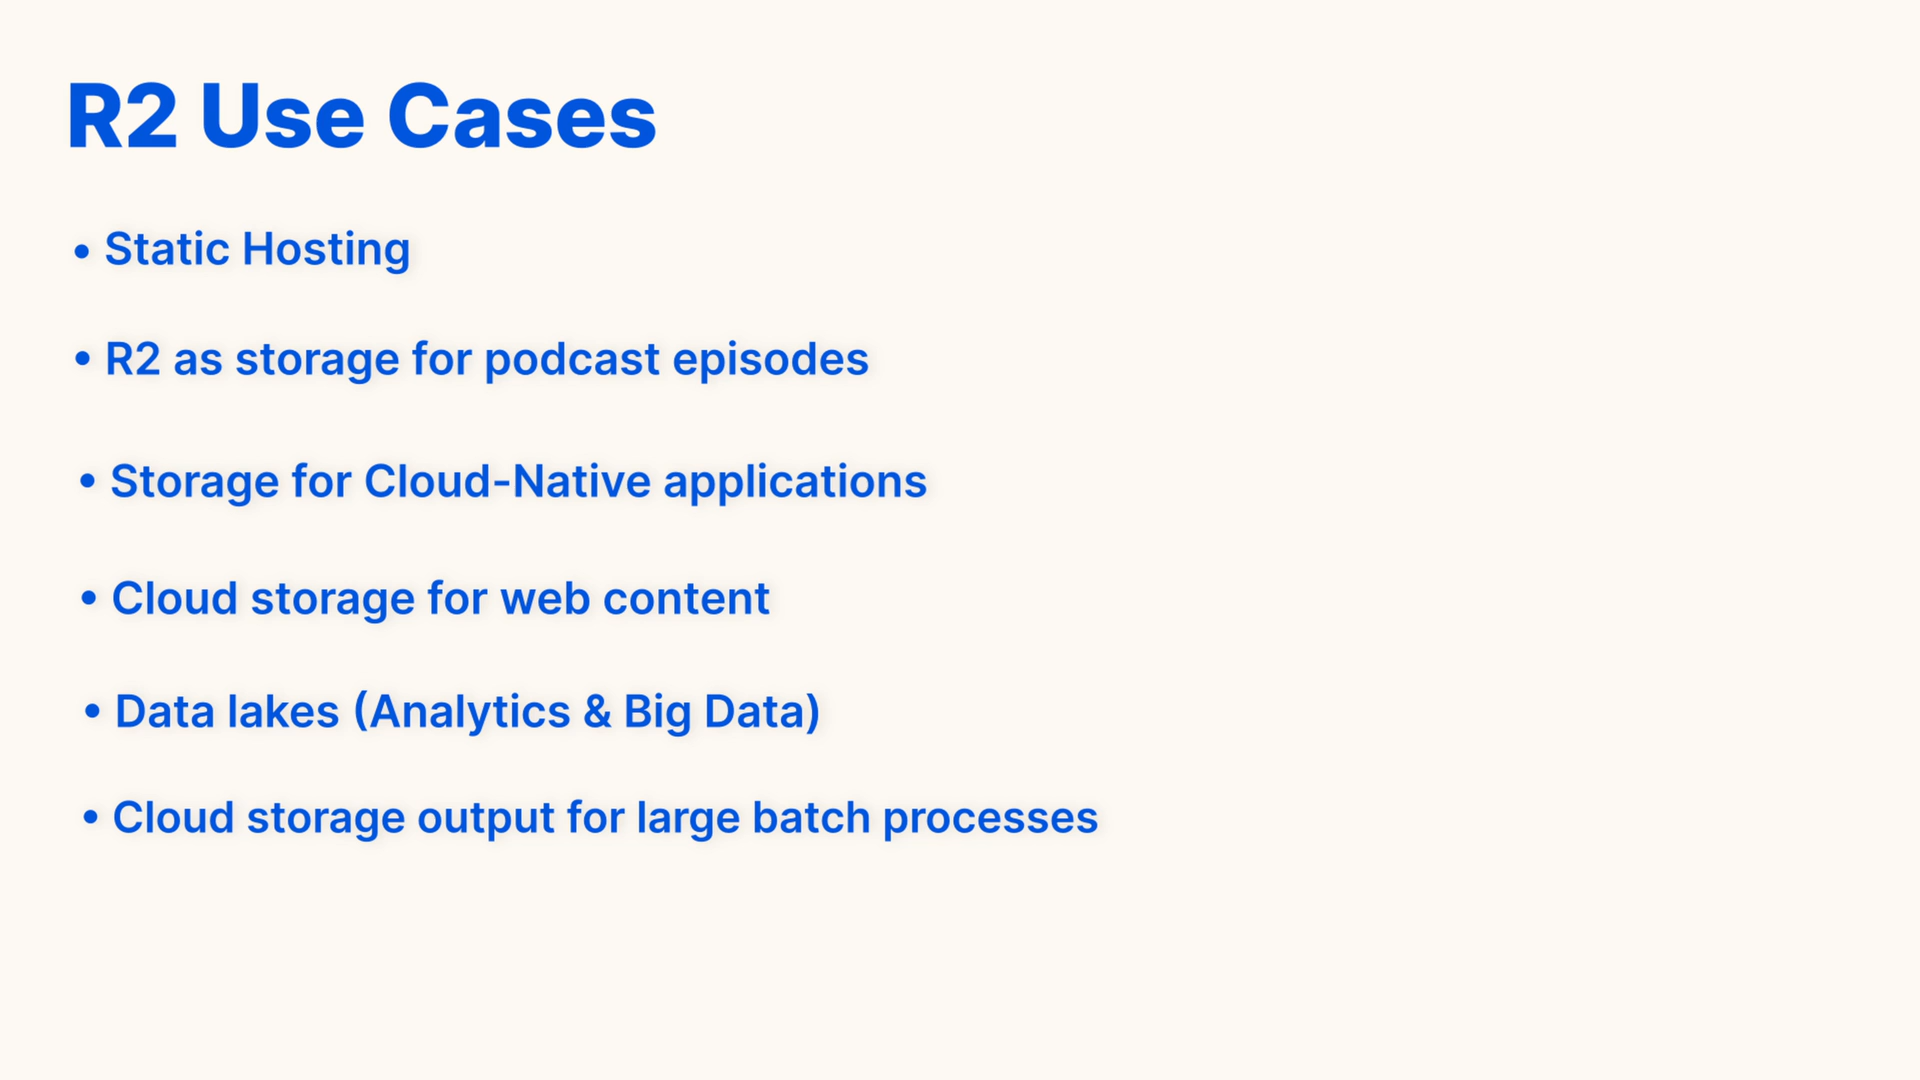 R2 Use Cases
• Static Hosting
• R2 as storage for podcast episodes
• Storage for Cloud-Native applications
• Cloud storage for web content
• Data lakes (Analytics & Big Data)
• Cloud storage output for large batch processes